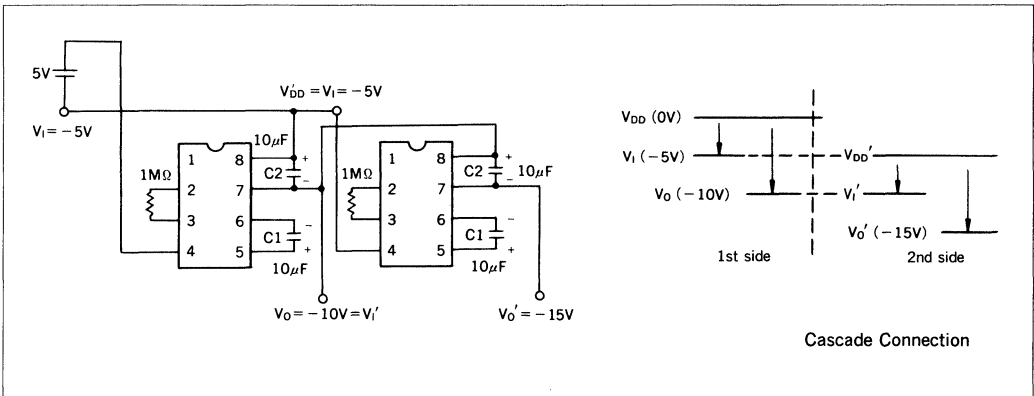 5V
V'DD = VI = −5V
VI = −5V
10μF
1MΩ
1
2
3
4
8
7
6
5
+
C2
−
−
C1
+
10μF
VO = −10V = VI'
1MΩ
1
2
3
4
8
7
6
5
+
C2
−
10μF
−
C1
+
10μF
VO' = −15V
VDD (0V)
VI (−5V)
VDD'
VO (−10V)
VI'
VO' (−15V)
1st side
2nd side
Cascade Connection